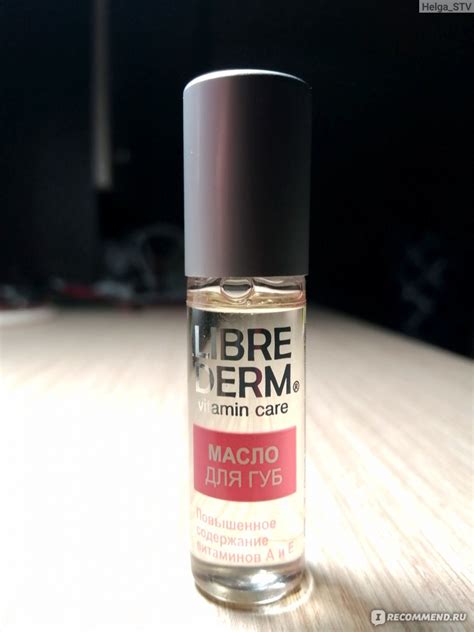 Helga_STV
LIBRE
DERM®
vitamin care
МАСЛО
ДЛЯ ГУБ
Повышенное
содержание
витаминов А и Е
I RECOMMEND.RU